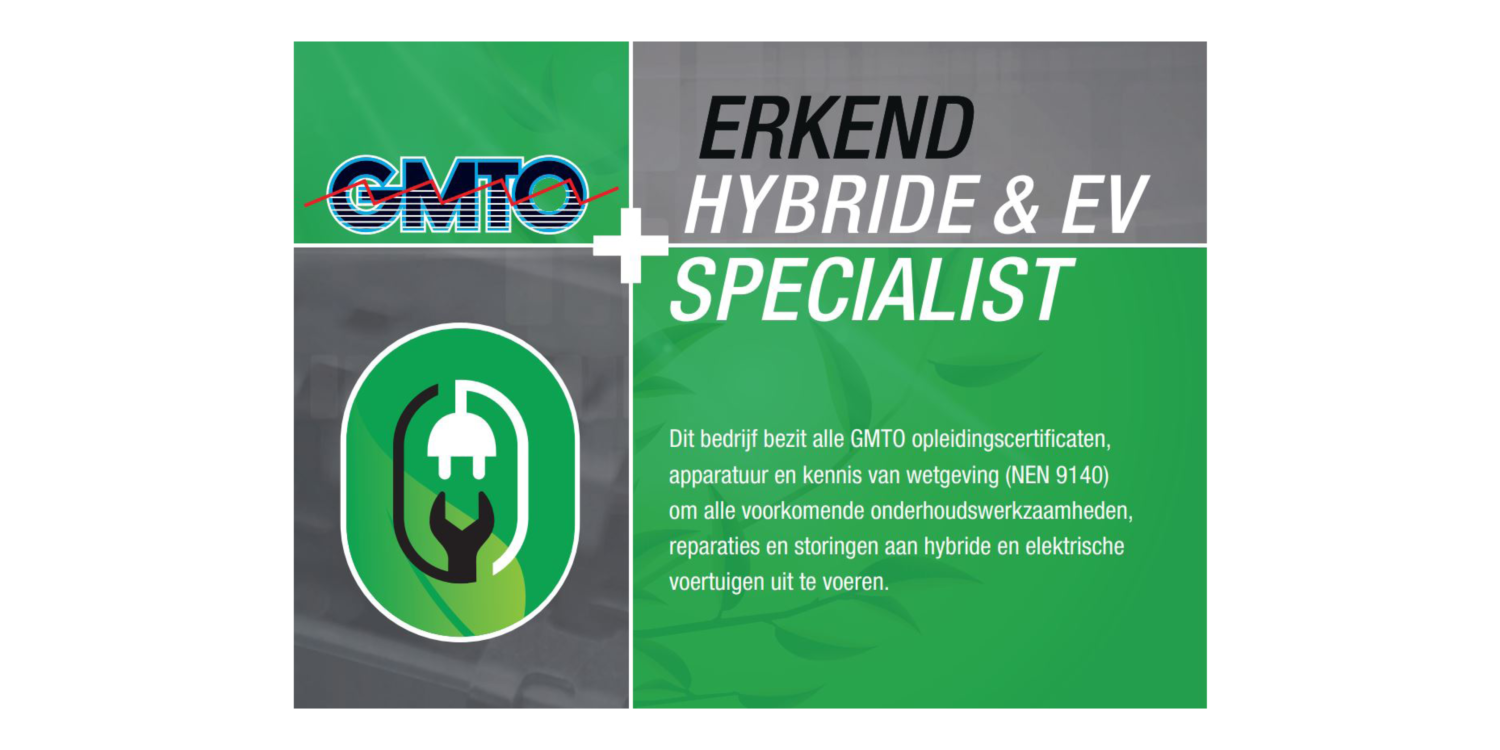 GMTO
ERKEND
HYBRIDE & EV
SPECIALIST
Dit bedrijf bezit alle GMTO opleidingscertificaten,
apparatuur en kennis van wetgeving (NEN 9140)
om alle voorkomende onderhoudswerkzaamheden,
reparaties en storingen aan hybride en elektrische
voertuigen uit te voeren.